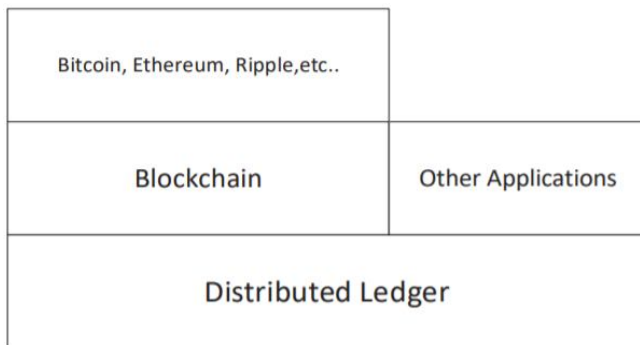 Bitcoin, Ethereum, Ripple,etc..
Blockchain
Other Applications
Distributed Ledger